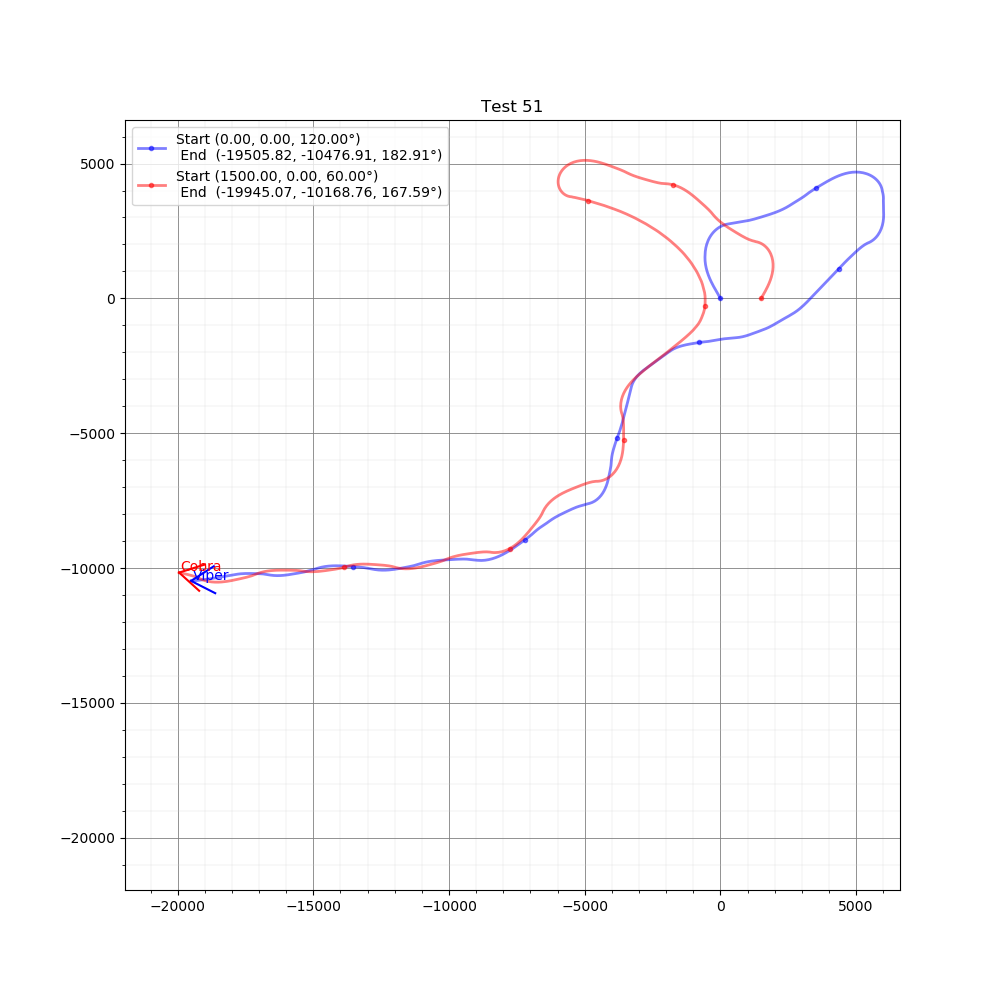 Test 51
Start (0.00, 0.00, 120.00°)
End  (-19505.82, -10476.91, 182.91°)
Start (1500.00, 0.00, 60.00°)
End  (-19945.07, -10168.76, 167.59°)
5000
0
−5000
−10000
−15000
−20000
Cobra
Viper
−20000
−15000
−10000
−5000
0
5000